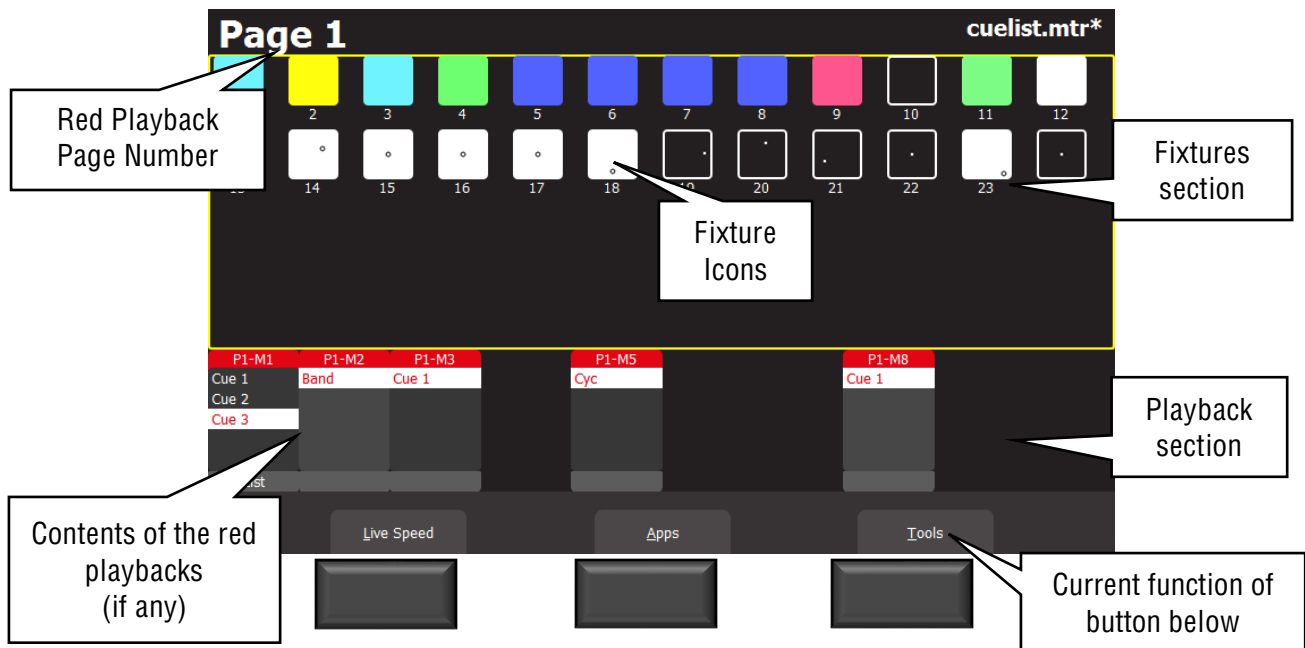 Page 1
cuelist.mtr*
Red Playback
Page Number
2 3 4 5 6 7 8 9 10 11 12
14 15 16 17 18 20 21 22 23
Fixture
Icons
Fixtures
section
P1-M1 P1-M2 P1-M3 P1-M5 P1-M8
Cue 1 Band Cue 1 Cyc Cue 1
Cue 2
Cue 3
Playback
section
Contents of the red
playbacks
(if any)
Live Speed Apps Tools
Current function of
button below